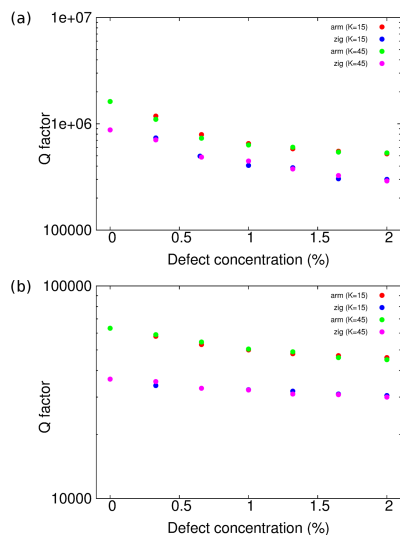 (a)
1e+07
1e+06
100000
Q factor
arm (K=15)
zig (K=15)
arm (K=45)
zig (K=45)
0 0.5 1 1.5 2
Defect concentration (%)
(b)
100000
10000
Q factor
arm (K=15)
zig (K=15)
arm (K=45)
zig (K=45)
0 0.5 1 1.5 2
Defect concentration (%)